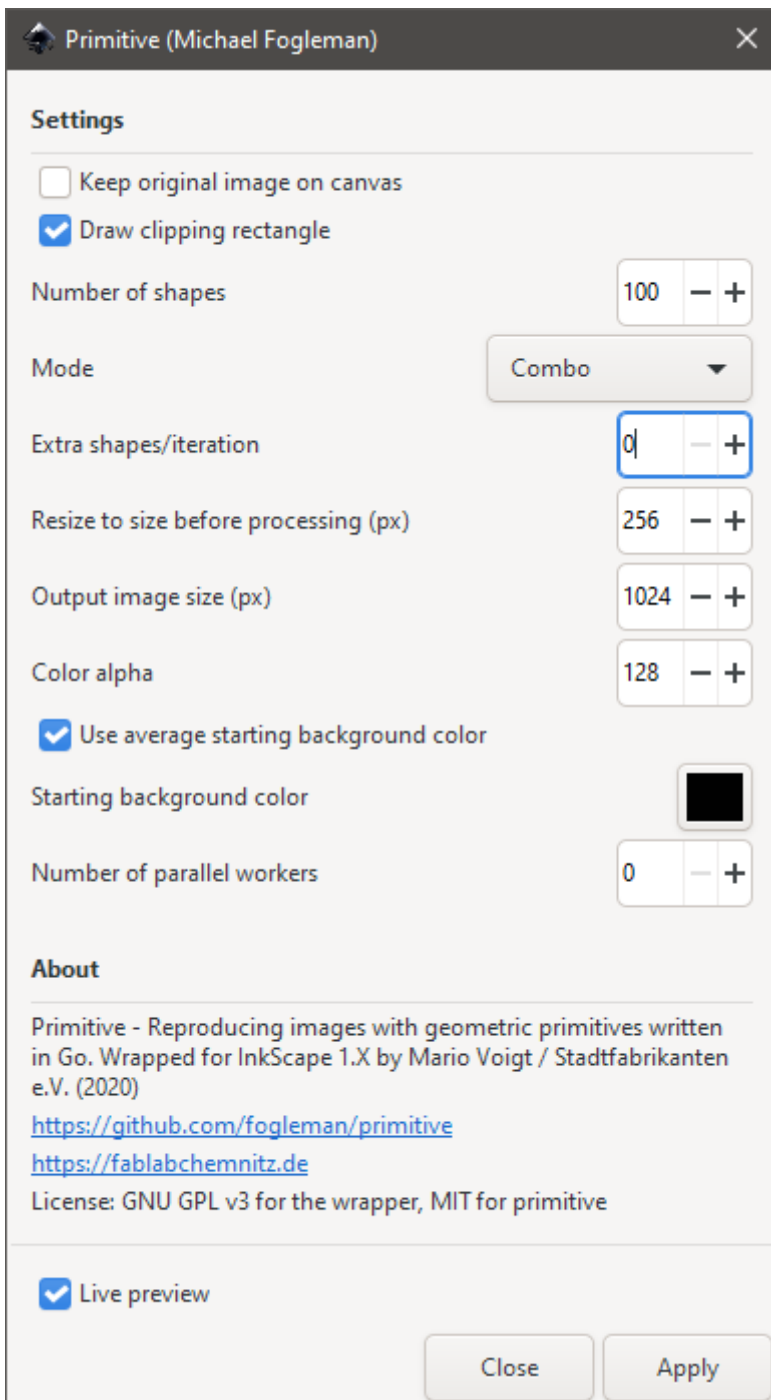 Primitive (Michael Fogleman)
Settings
Keep original image on canvas
Draw clipping rectangle
Number of shapes 100
Mode Combo
Extra shapes/iteration 0
Resize to size before processing (px) 256
Output image size (px) 1024
Color alpha 128
Use average starting background color
Starting background color
Number of parallel workers 0
About
Primitive - Reproducing images with geometric primitives written
in Go. Wrapped for InkScape 1.X by Mario Voigt / Stadtfabrikanten
e.V. (2020)
https://github.com/fogleman/primitive
https://fablabchemnitz.de
License: GNU GPL v3 for the wrapper, MIT for primitive
Live preview
Close Apply